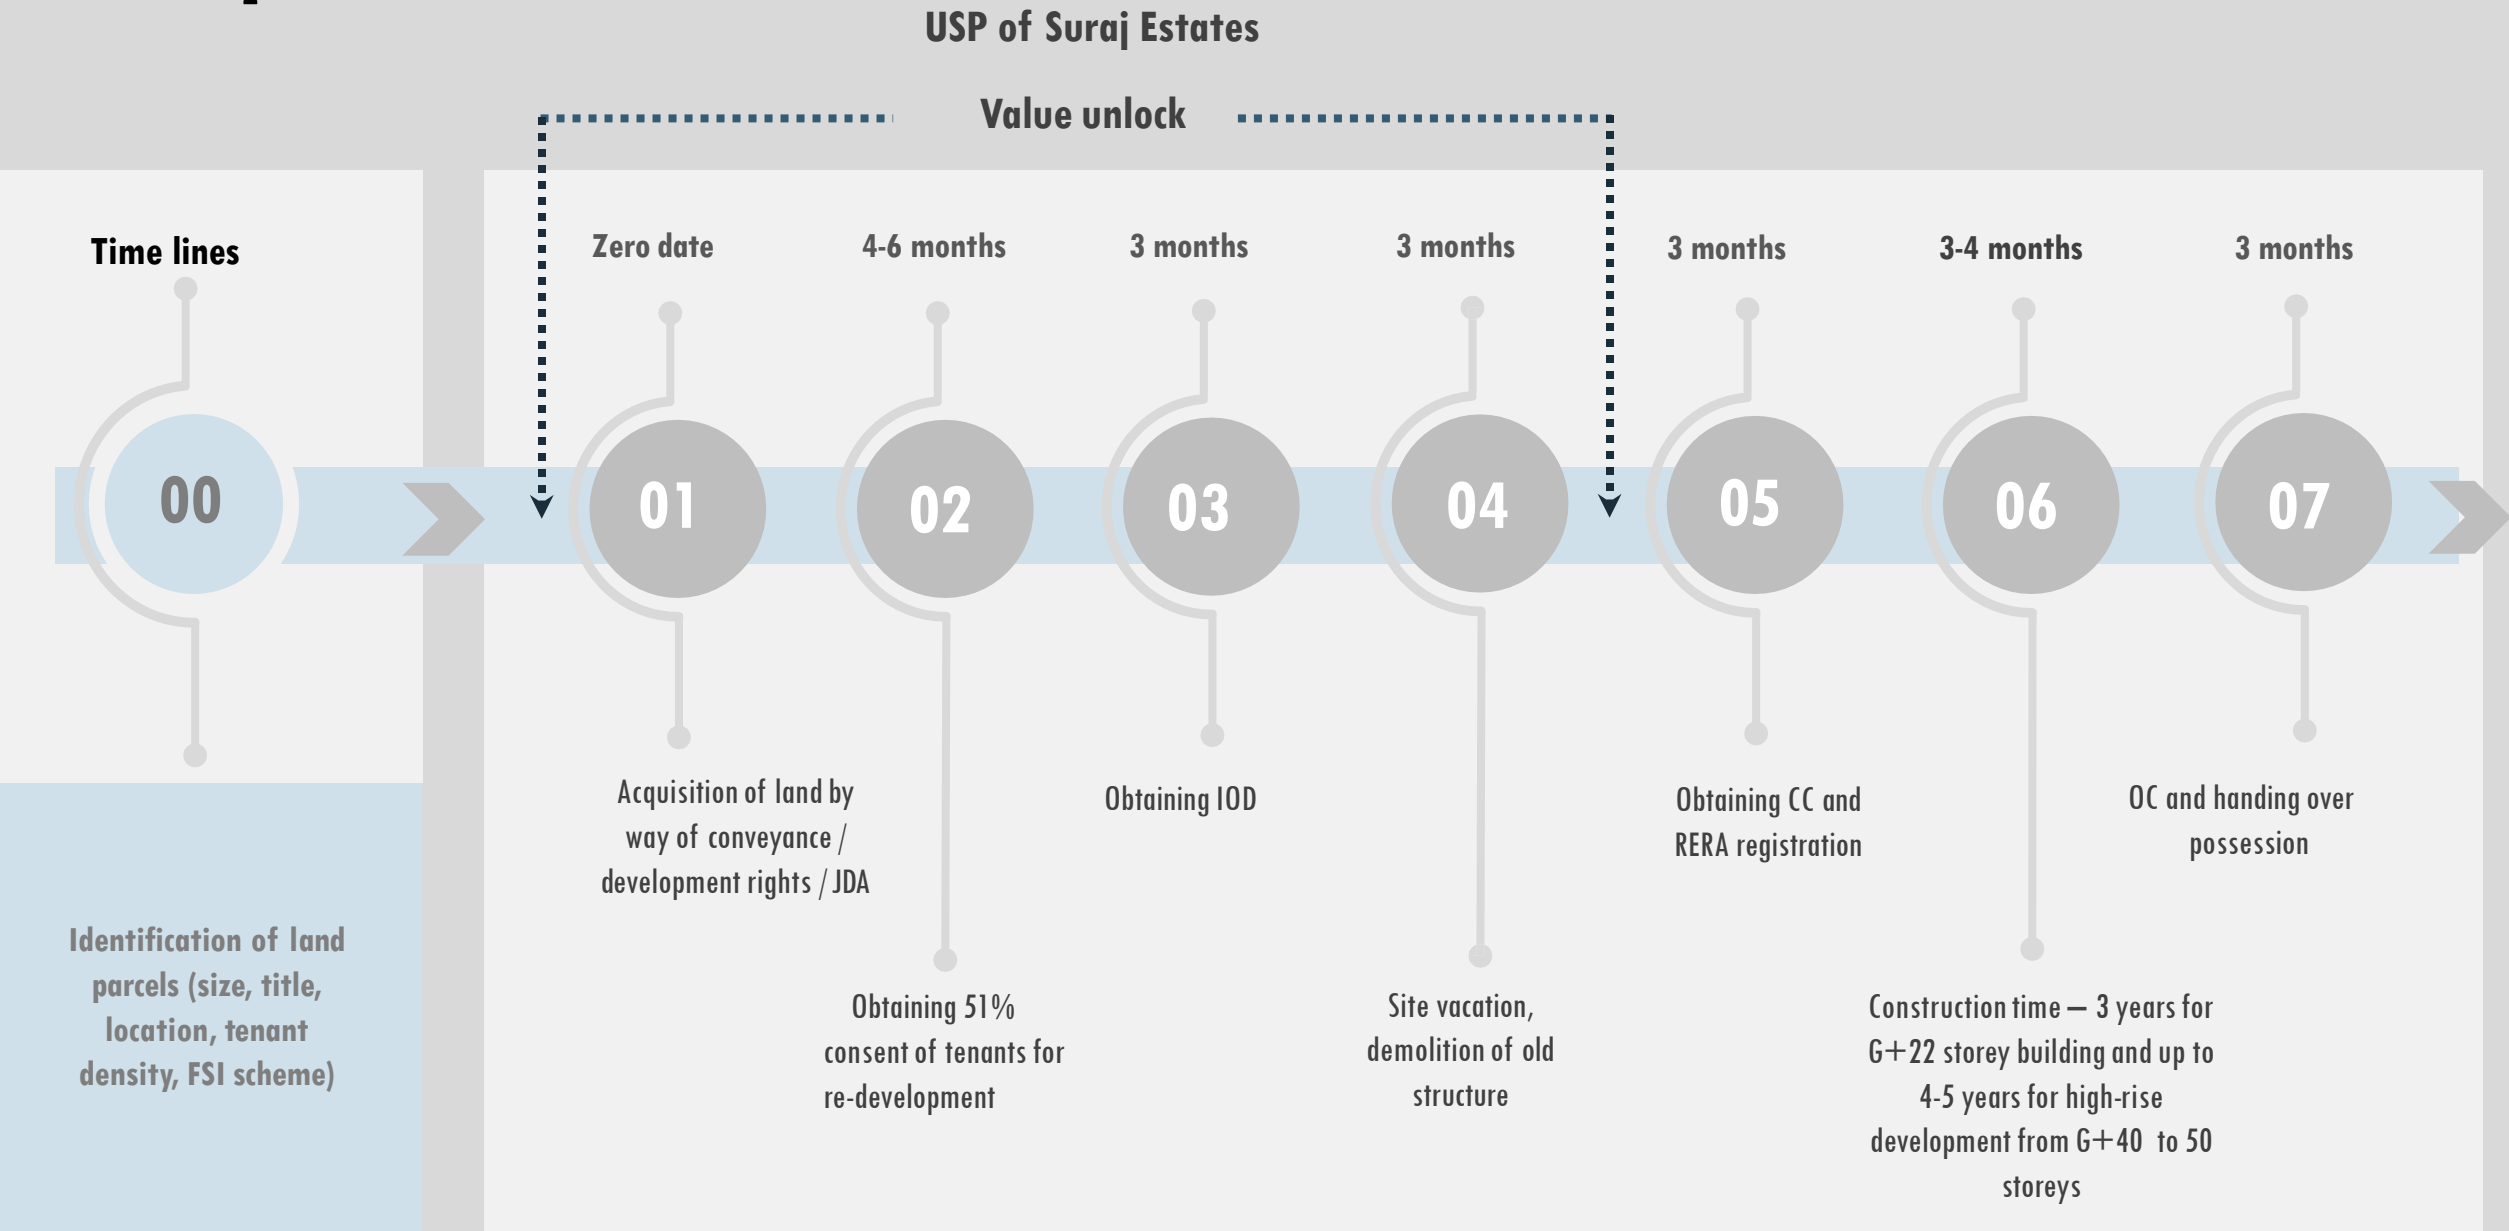 USP of Suraj Estates
Value unlock
Time lines
Zero date
4-6 months
3 months
3 months
3 months
3-4 months
3 months
00
01
02
03
04
05
06
07
Acquisition of land by
way of conveyance /
development rights / JDA
Obtaining IOD
Obtaining CC and
RERA registration
OC and handing over
possession
Identification of land
parcels (size, title,
location, tenant
density, FSI scheme)
Obtaining 51%
consent of tenants for
re-development
Site vacation,
demolition of old
structure
Construction time – 3 years for
G+22 storey building and up to
4-5 years for high-rise
development from G+40 to 50
storeys